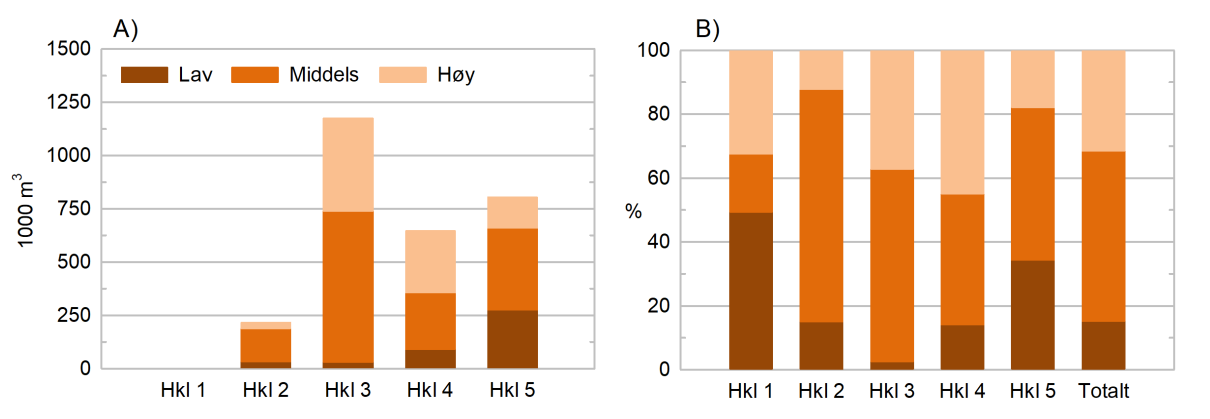 A)
1500
1250
1000
750
500
250
0
1000 m³
Lav Middels Høy
Hkl 1 Hkl 2 Hkl 3 Hkl 4 Hkl 5
B)
100
80
60
40
20
0
%
Hkl 1 Hkl 2 Hkl 3 Hkl 4 Hkl 5 Totalt